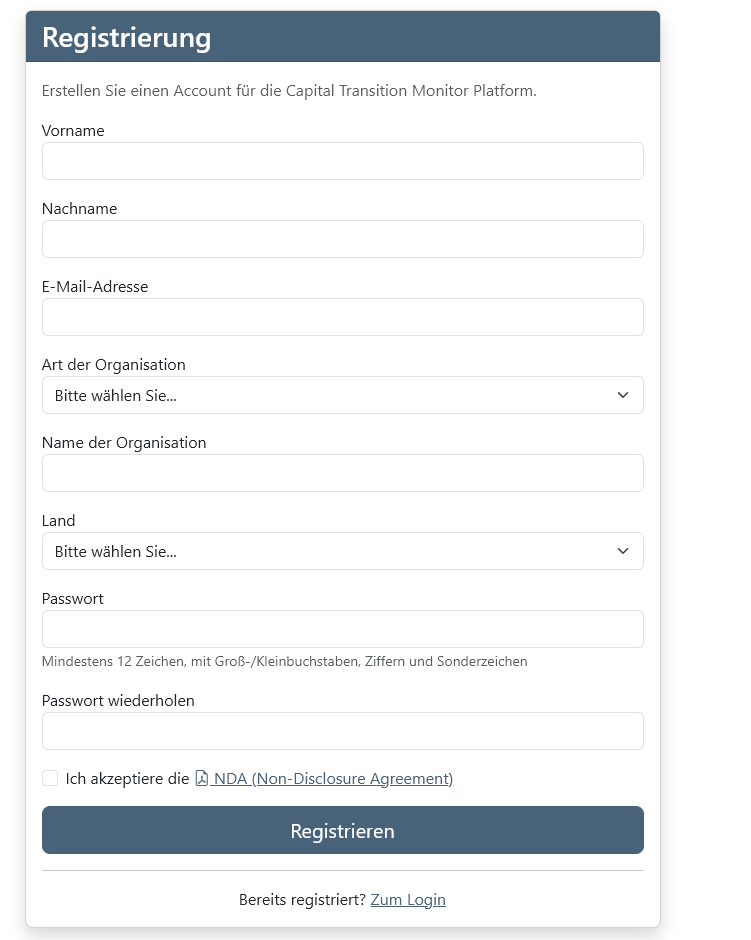 Registrierung
Erstellen Sie einen Account für die Capital Transition Monitor Platform.
Vorname
Nachname
E-Mail-Adresse
Art der Organisation
Bitte wählen Sie...
Name der Organisation
Land
Bitte wählen Sie...
Passwort
Mindestens 12 Zeichen, mit Groß-/Kleinbuchstaben, Ziffern und Sonderzeichen
Passwort wiederholen
Ich akzeptiere die NDA (Non-Disclosure Agreement)
Registrieren
Bereits registriert? Zum Login